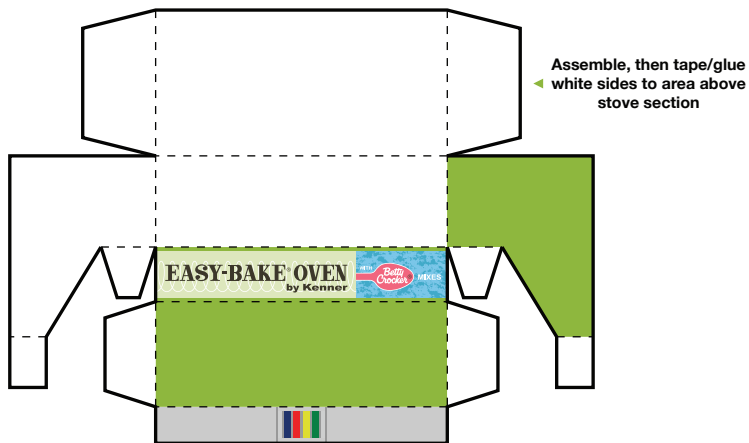 Assemble, then tape/glue
white sides to area above
stove section
EASY-BAKE® OVEN
by Kenner
WITH
Betty
Crocker®
MIXES